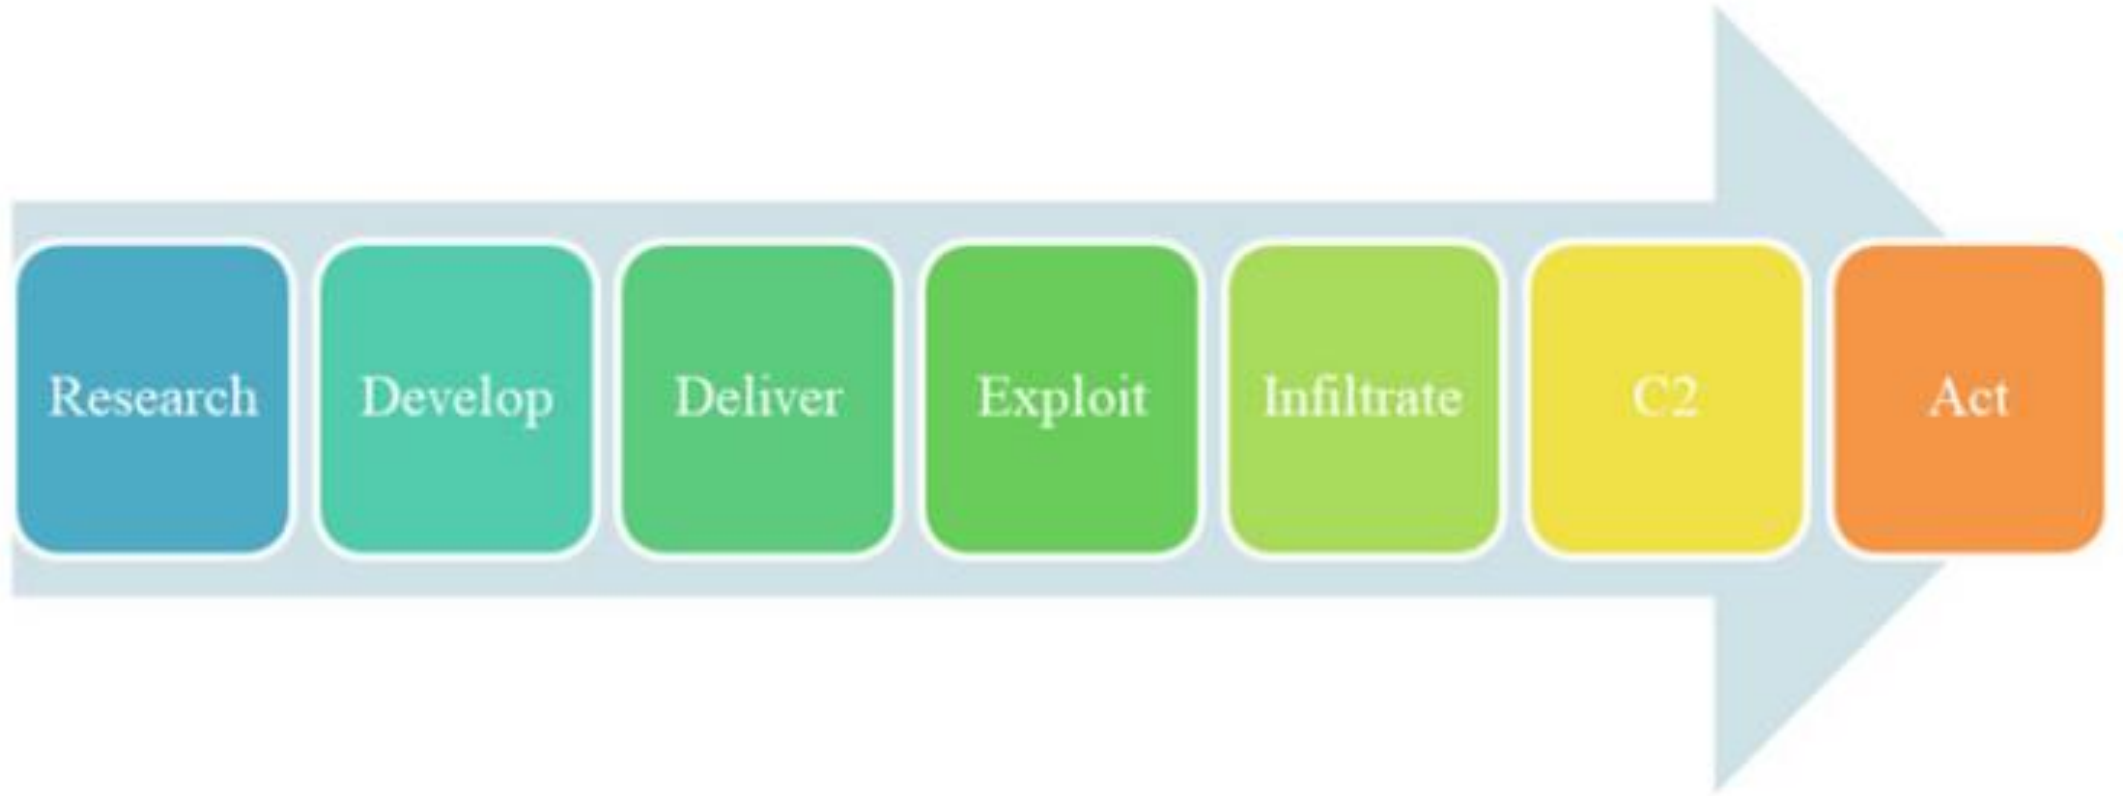 Research
Develop
Deliver
Exploit
Infiltrate
C2
Act